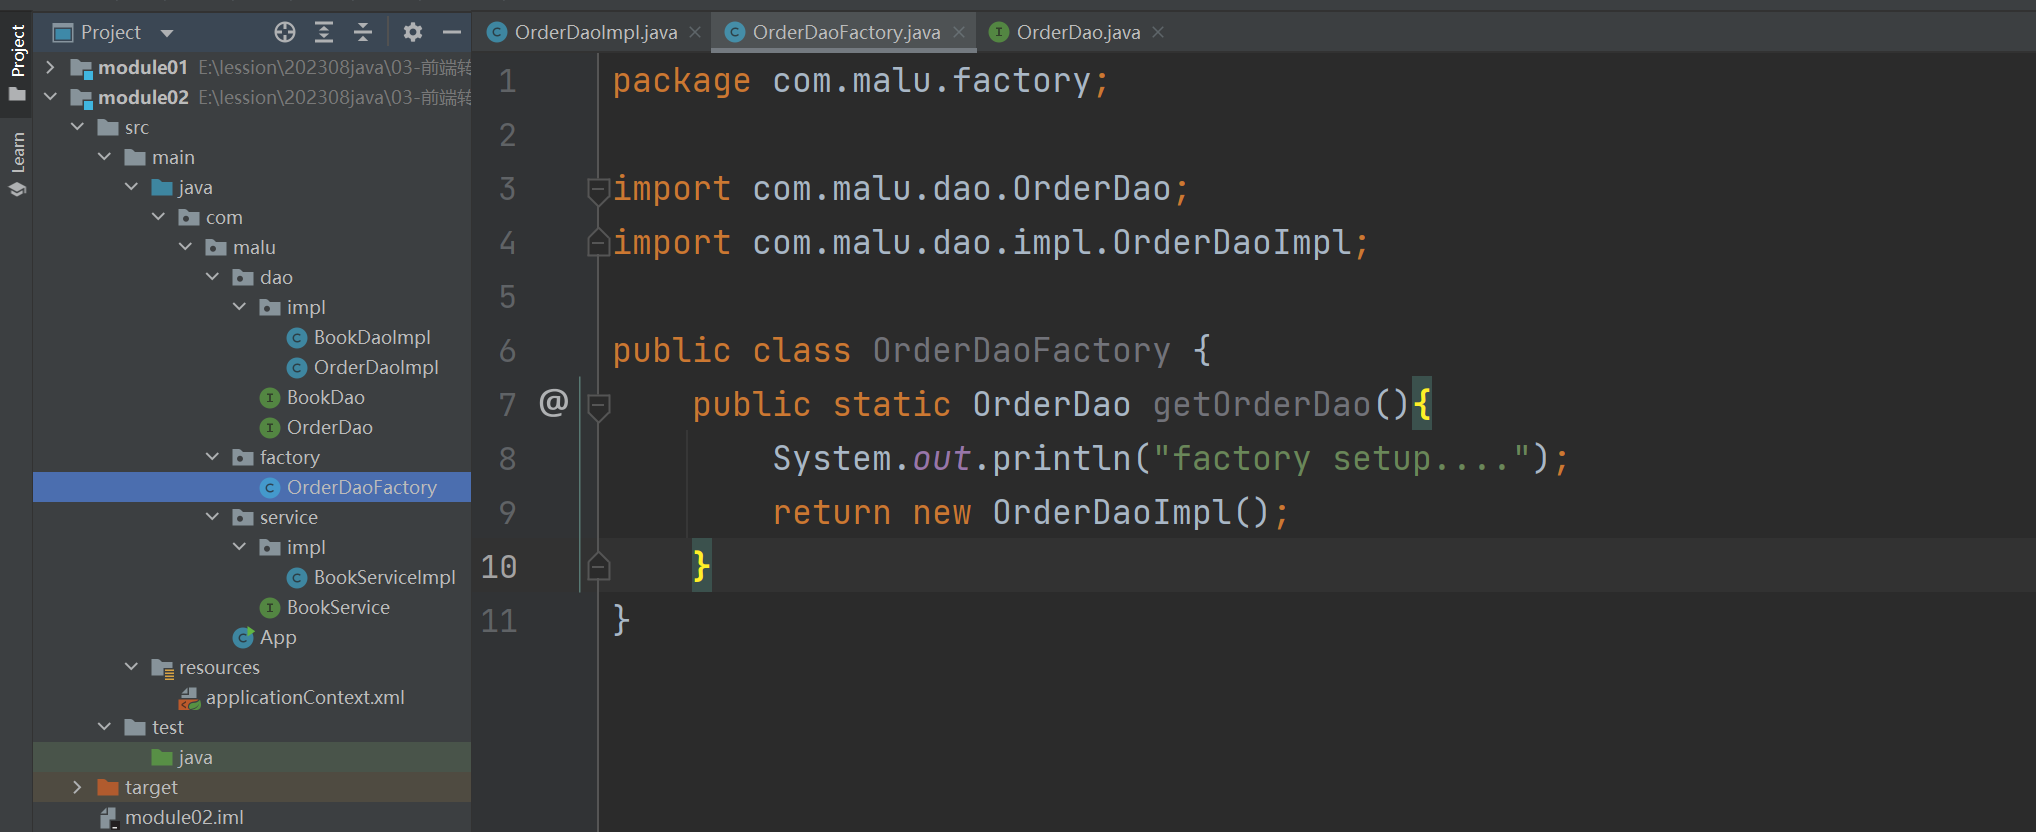 Project
Learn
Project
module01 E:\lession\202308java\03-前端转
module02 E:\lession\202308java\03-前端转
src
main
java
com
malu
dao
impl
BookDaoImpl
OrderDaoImpl
BookDao
OrderDao
factory
OrderDaoFactory
service
impl
BookServiceImpl
BookService
App
resources
applicationContext.xml
test
java
target
module02.iml
OrderDaoImpl.java OrderDaoFactory.java OrderDao.java
1 package com.malu.factory;
2
3 import com.malu.dao.OrderDao;
4 import com.malu.dao.impl.OrderDaoImpl;
5
6 public class OrderDaoFactory {
7 @ public static OrderDao getOrderDao(){
8 System.out.println("factory setup....");
9 return new OrderDaoImpl();
10 }
11 }